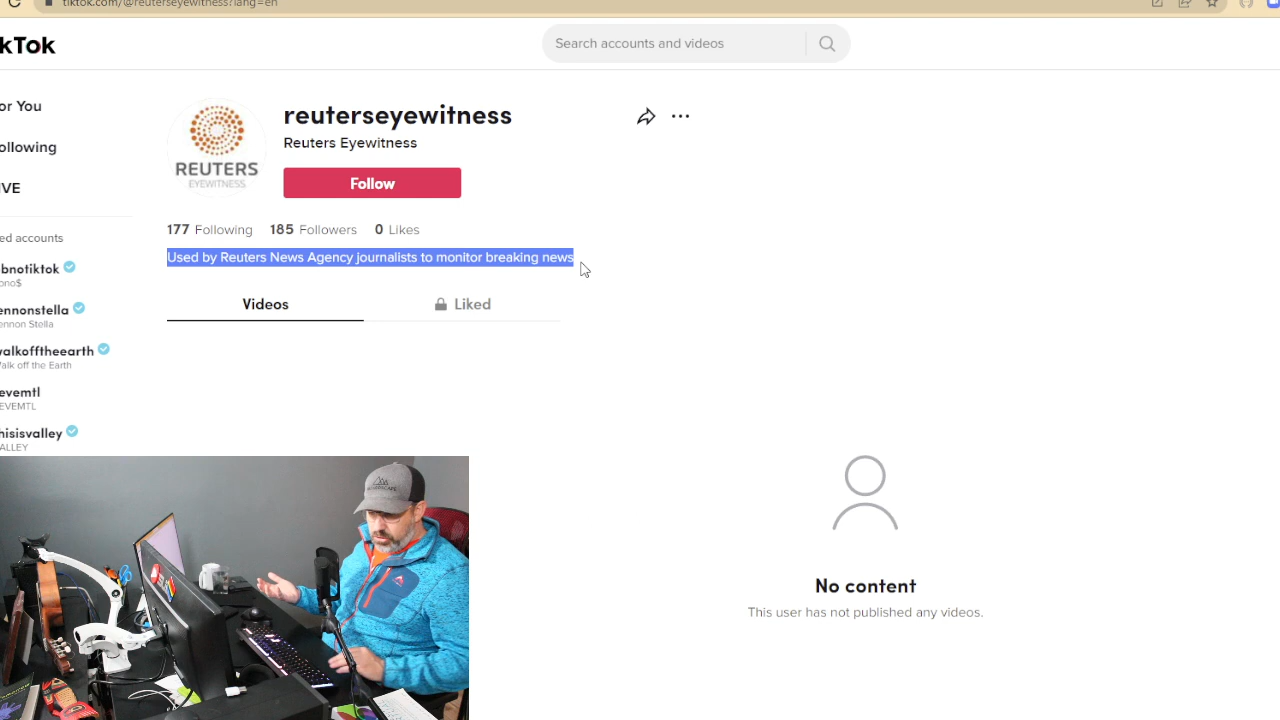 tiktok.com/@reuterseyewitness?lang=en
kTok
Search accounts and videos
or You
ollowing
VE
ed accounts
bnotiktok
ono$
ennonstella
ennon Stella
valkofftheearth
alk off the Earth
evemtl
EVEMTL
hisisvalley
ALLEY
REUTERS
EYEWITNESS
reuterseyewitness
Reuters Eyewitness
Follow
177 Following 185 Followers 0 Likes
Used by Reuters News Agency journalists to monitor breaking news
Videos
Liked
No content
This user has not published any videos.